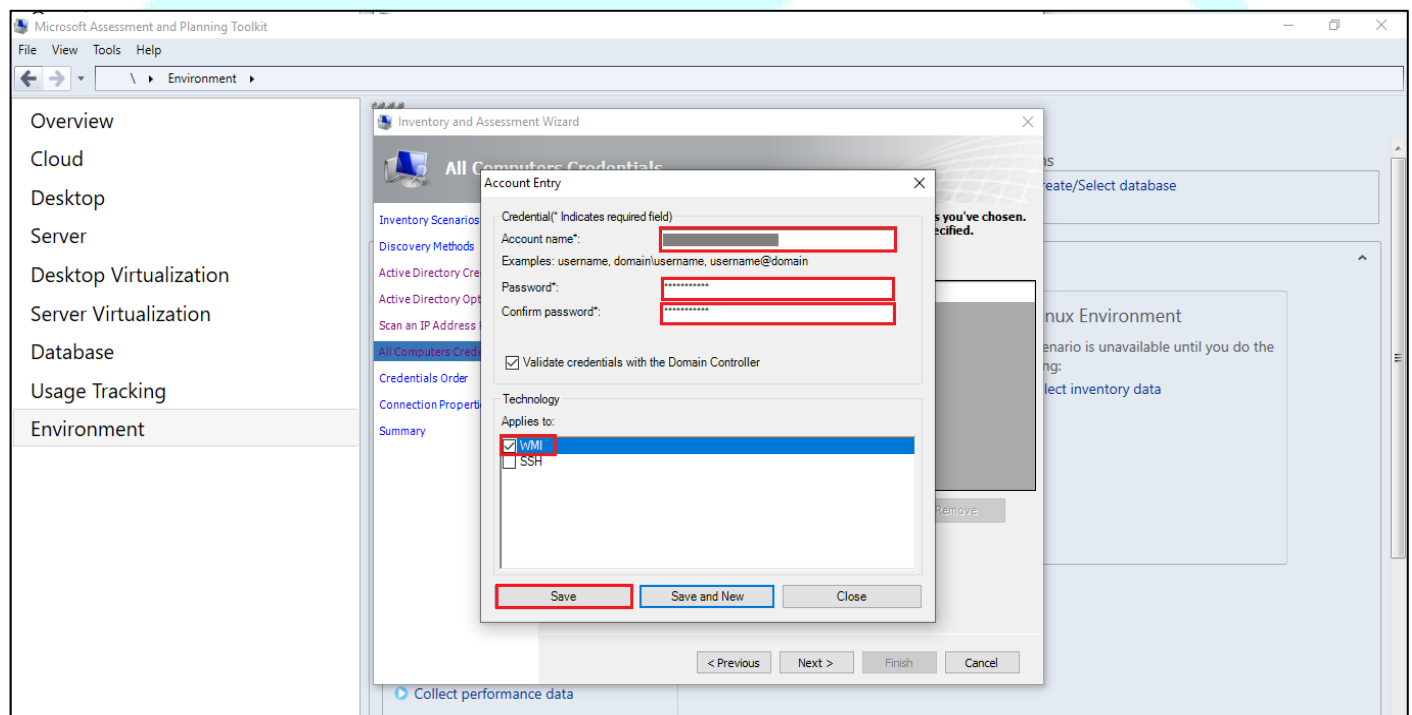 Microsoft Assessment and Planning Toolkit
File View Tools Help
\ Environment
Overview
Cloud
Desktop
Server
Desktop Virtualization
Server Virtualization
Database
Usage Tracking
Environment
Inventory and Assessment Wizard
All Computers Credentials
Inventory Scenarios
Discovery Methods
Active Directory Cre
Active Directory Opt
Scan an IP Address
All Computers Crede
Credentials Order
Connection Properti
Summary
s you've chosen.
ecified.
Account Entry
Credential(* Indicates required field)
Account name*:
Examples: username, domain\username, username@domain
Password*: ***********
Confirm password*: ***********
Validate credentials with the Domain Controller
Technology
Applies to:
WMI
SSH
Save Save and New Close
Remove
< Previous Next > Finish Cancel
Collect performance data
ns
reate/Select database
nux Environment
enario is unavailable until you do the
ng:
lect inventory data